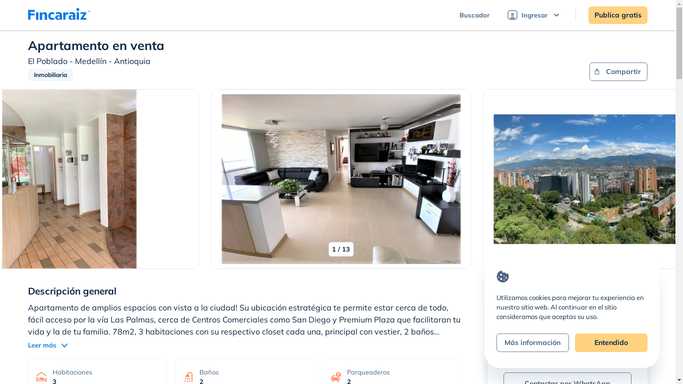 Fincaraiz
Buscador
Ingresar
Publica gratis
Apartamento en venta
El Poblado - Medellín - Antioquia
Inmobiliaria
Compartir
1 / 13
Descripción general
Apartamento de amplios espacios con vista a la ciudad! Su ubicación estratégica te permite estar cerca de todo,
fácil acceso por la vía Las Palmas, cerca de Centros Comerciales como San Diego y Premium Plaza que facilitaran tu
vida y la de tu familia. 78m2, 3 habitaciones con su respectivo closet cada una, principal con vestier, 2 baños...
Leer más
Habitaciones
3
Baños
2
Parqueaderos
2
Utilizamos cookies para mejorar tu experiencia en
nuestro sitio web. Al continuar en el sitio
consideramos que aceptas su uso.
Más información
Entendido
Contactar por WhatsApp